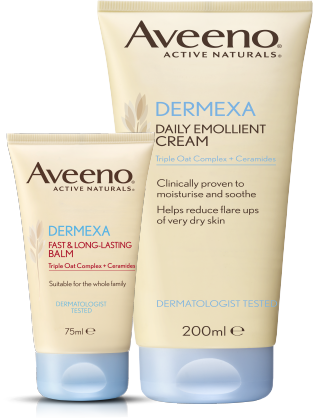 Aveeno®
ACTIVE NATURALS®
DERMEXA
DAILY EMOLLIENT
CREAM
Triple Oat Complex + Ceramides
Clinically proven to
moisturise and soothe
Helps reduce flare ups
of very dry skin
DERMATOLOGIST TESTED
200ml ℮
Aveeno®
ACTIVE NATURALS®
DERMEXA
FAST & LONG-LASTING
BALM
Triple Oat Complex + Ceramides
Suitable for the whole family
DERMATOLOGIST
TESTED
75ml ℮